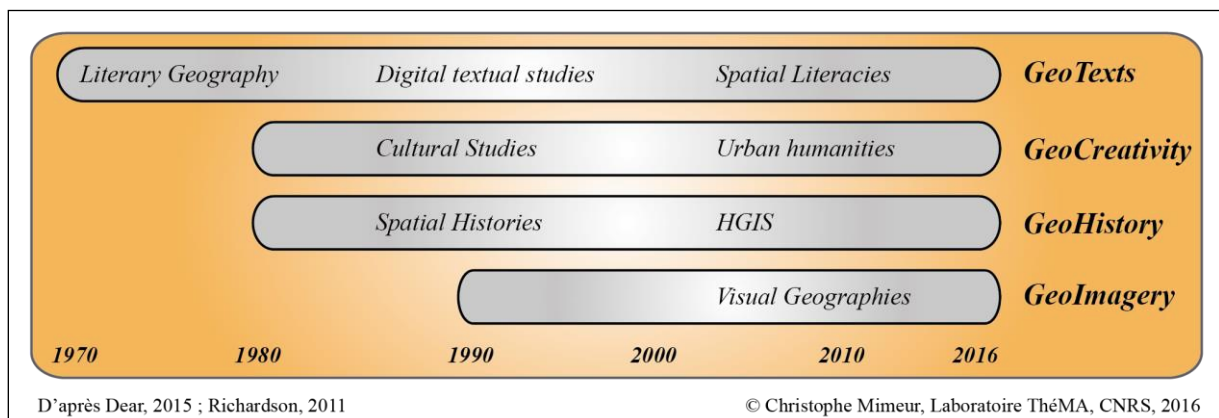 Literary Geography Digital textual studies Spatial Literacies GeoTexts
Cultural Studies Urban humanities GeoCreativity
Spatial Histories HGIS GeoHistory
Visual Geographies GeoImagery
1970 1980 1990 2000 2010 2016
D’après Dear, 2015 ; Richardson, 2011 © Christophe Mimeur, Laboratoire ThéMA, CNRS, 2016